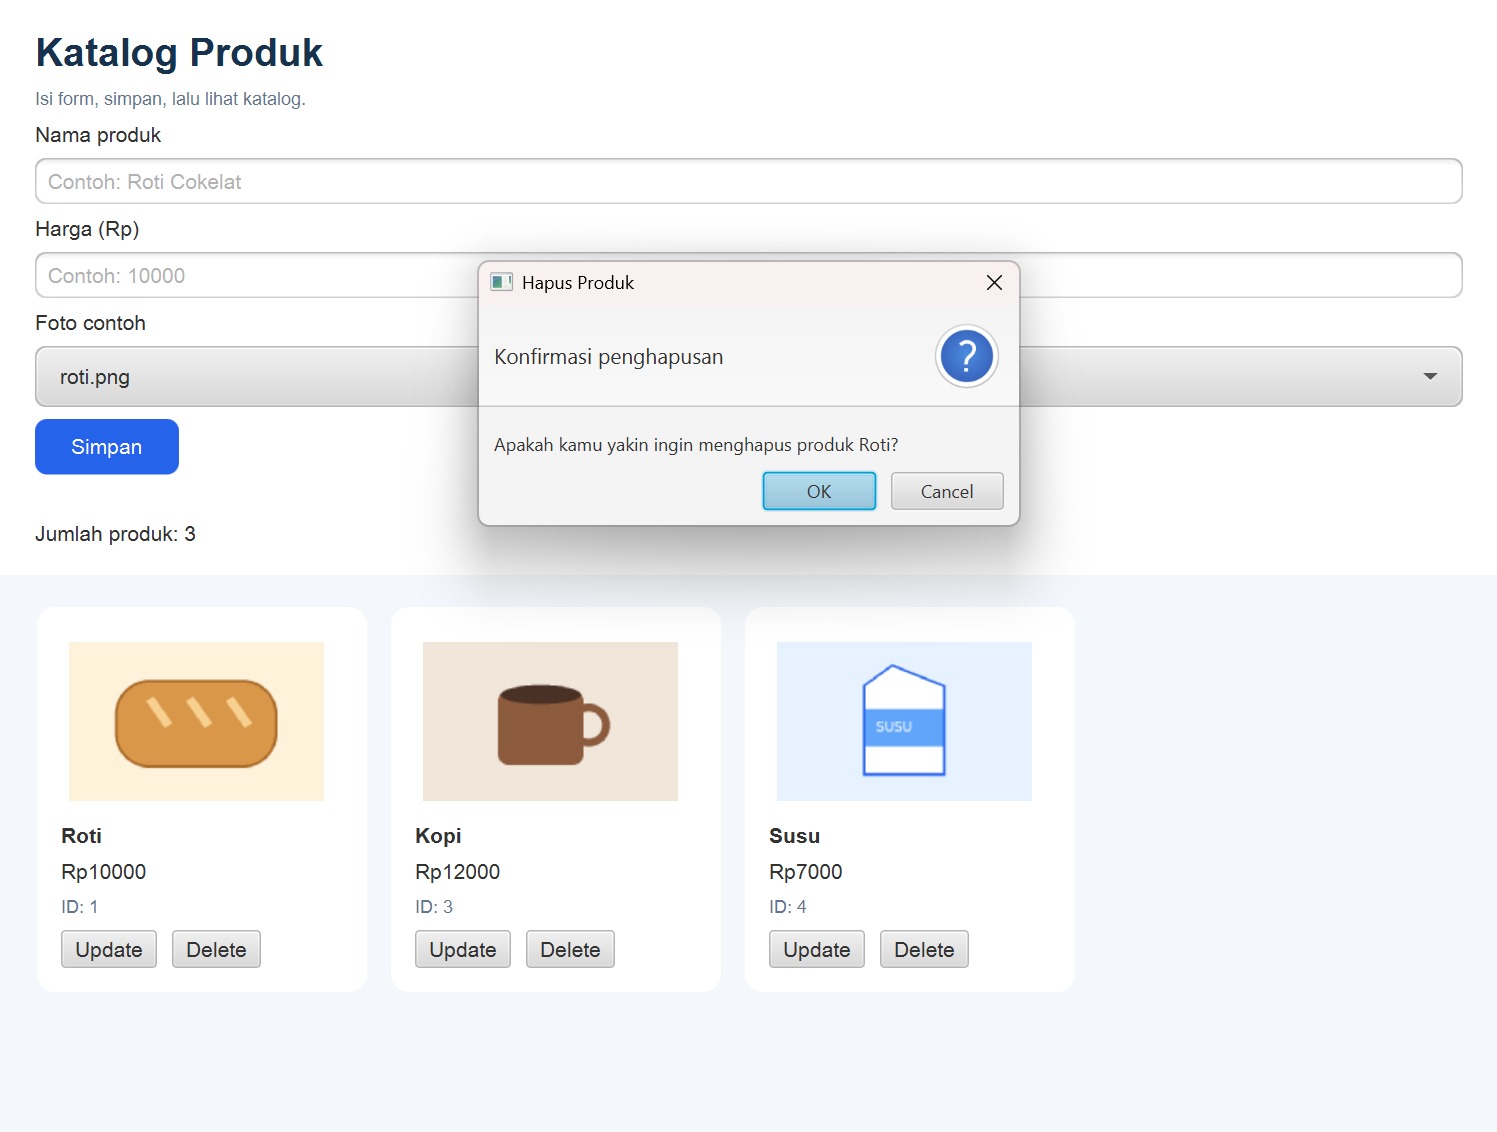 Katalog Produk
Isi form, simpan, lalu lihat katalog.
Nama produk
Contoh: Roti Cokelat
Harga (Rp)
Contoh: 10000
Foto contoh
roti.png
Simpan
Jumlah produk: 3
Hapus Produk
Konfirmasi penghapusan
?
Apakah kamu yakin ingin menghapus produk Roti?
OK Cancel
Roti
Rp10000
ID: 1
Update Delete
Kopi
Rp12000
ID: 3
Update Delete
SUSU
Susu
Rp7000
ID: 4
Update Delete